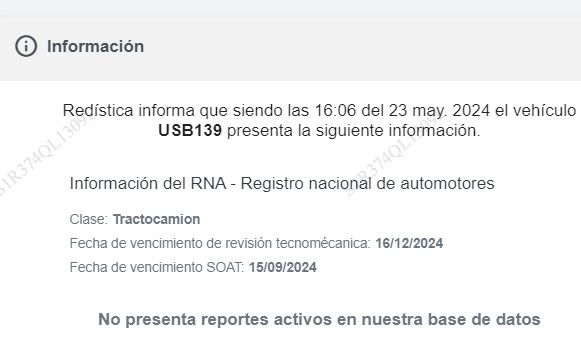 Información
Redística informa que siendo las 16:06 del 23 may. 2024 el vehículo
USB139 presenta la siguiente información.
Información del RNA - Registro nacional de automotores
Clase: Tractocamion
Fecha de vencimiento de revisión tecnomécanica: 16/12/2024
Fecha de vencimiento SOAT: 15/09/2024
No presenta reportes activos en nuestra base de datos